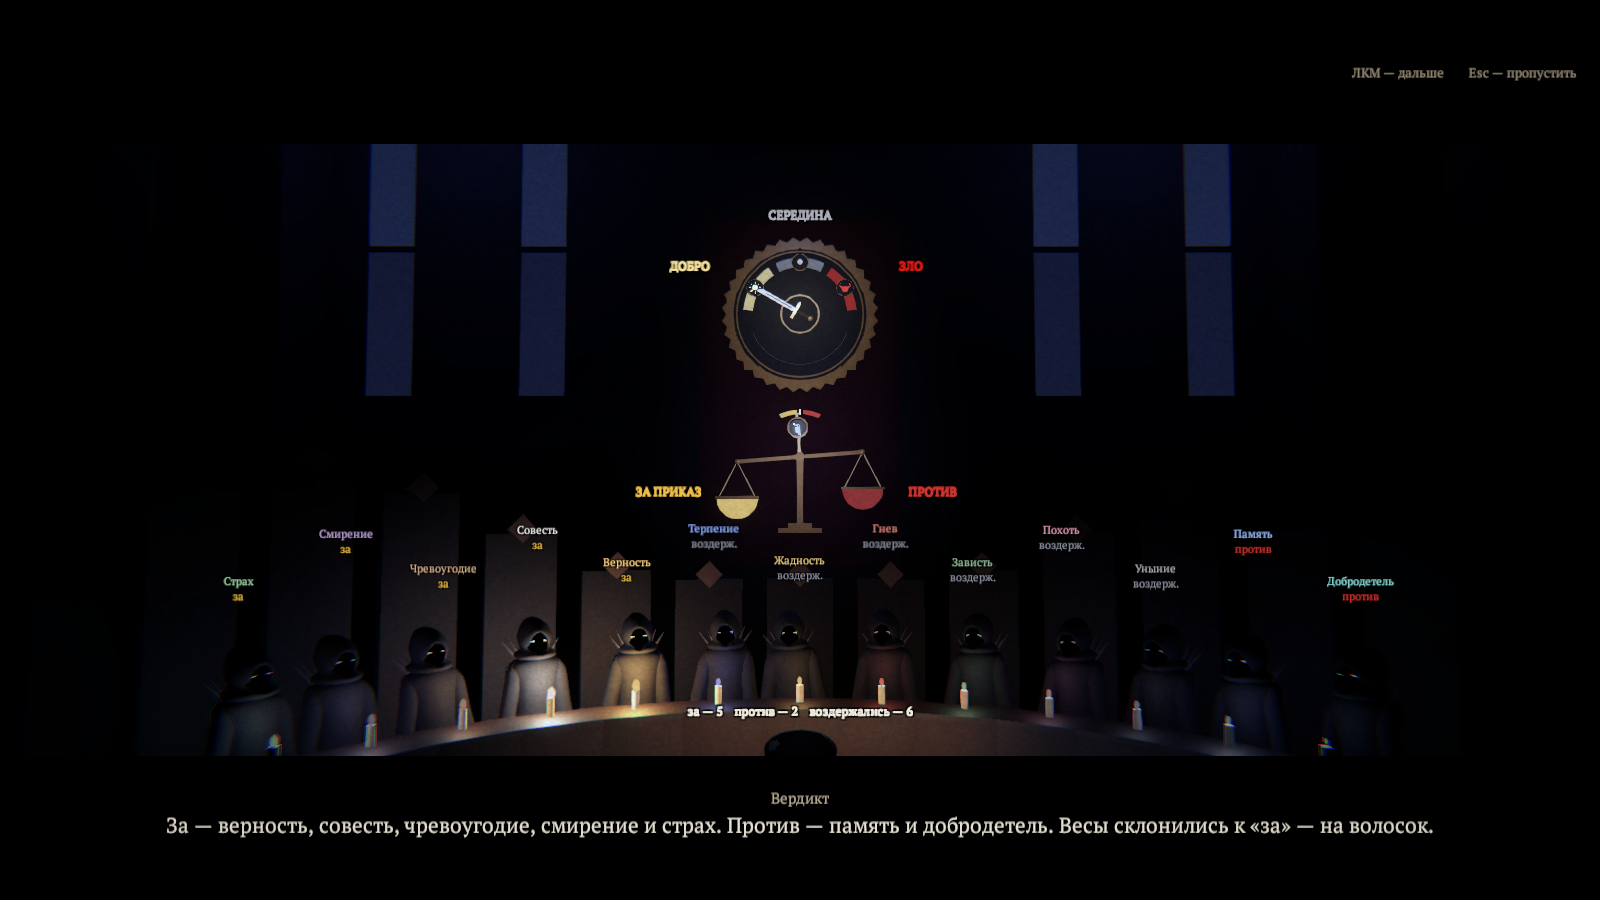 ЛКМ — дальше Esc — пропустить
СЕРЕДИНА
ДОБРО
ЗЛО
ЗА ПРИКАЗ
ПРОТИВ
Страх
за
Смирение
за
Чревоугодие
за
Совесть
за
Верность
за
Терпение
воздерж.
Жадность
воздерж.
Гнев
воздерж.
Зависть
воздерж.
Похоть
воздерж.
Уныние
воздерж.
Память
против
Добродетель
против
за — 5 против — 2 воздержались — 6
Вердикт
За — верность, совесть, чревоугодие, смирение и страх. Против — память и добродетель. Весы склонились к «за» — на волосок.